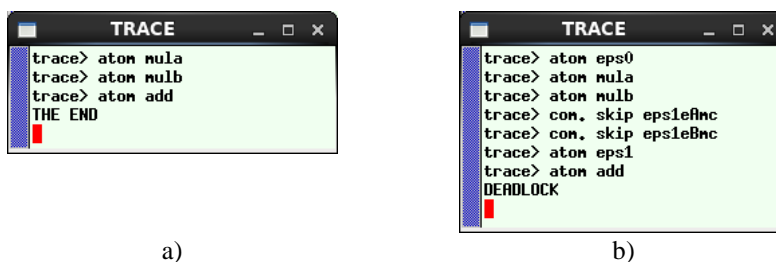 TRACE
trace> atom mula
trace> atom mulb
trace> atom add
THE END
a)
TRACE
trace> atom eps0
trace> atom mula
trace> atom mulb
trace> com. skip eps1eAmc
trace> com. skip eps1eBmc
trace> atom eps1
trace> atom add
DEADLOCK
b)